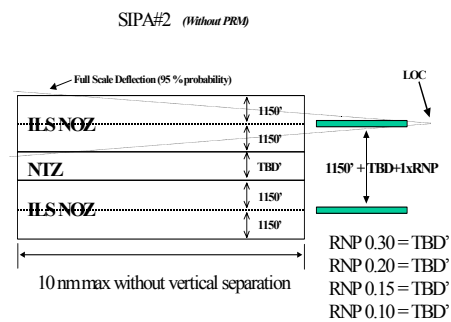 SIPA#2 (Without PRM)
Full Scale Deflection (95 % probability)
LOC
1150'
ILS NOZ
1150'
NTZ
TBD'
1150' + TBD+1xRNP
1150'
ILS NOZ
1150'
10 nm max without vertical separation
RNP 0.30 = TBD'
RNP 0.20 = TBD'
RNP 0.15 = TBD'
RNP 0.10 = TBD'